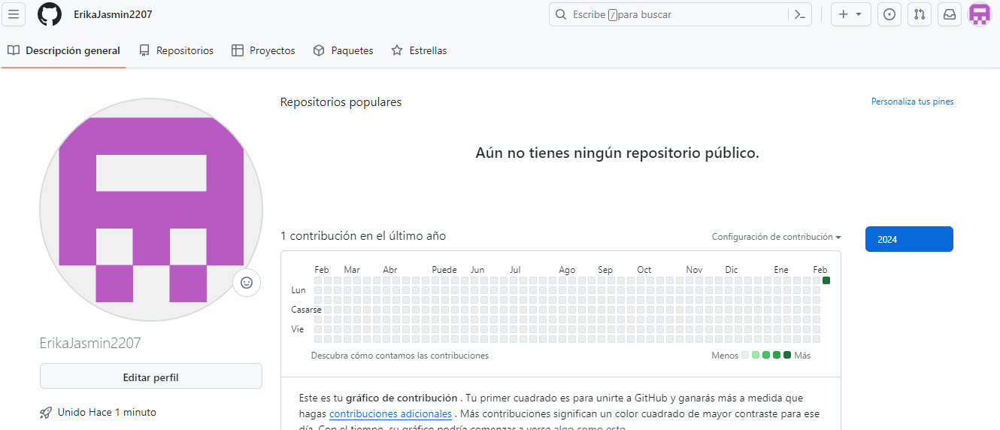 ErikaJasmin2207
Escribe / para buscar
Descripción general
Repositorios
Proyectos
Paquetes
Estrellas
Repositorios populares
Personaliza tus pines
Aún no tienes ningún repositorio público.
1 contribución en el último año
Configuración de contribución
2024
Feb Mar Abr Puede Jun Jul Ago Sep Oct Nov Dic Ene Feb
Lun
Casarse
Vie
Descubra cómo contamos las contribuciones
Menos Más
ErikaJasmin2207
Editar perfil
Unido Hace 1 minuto
Este es tu gráfico de contribución . Tu primer cuadrado es para unirte a GitHub y ganarás más a medida que
hagas contribuciones adicionales . Más contribuciones significan un color cuadrado de mayor contraste para ese
día. Con el tiempo, su gráfico podría comenzar a verse algo como esto